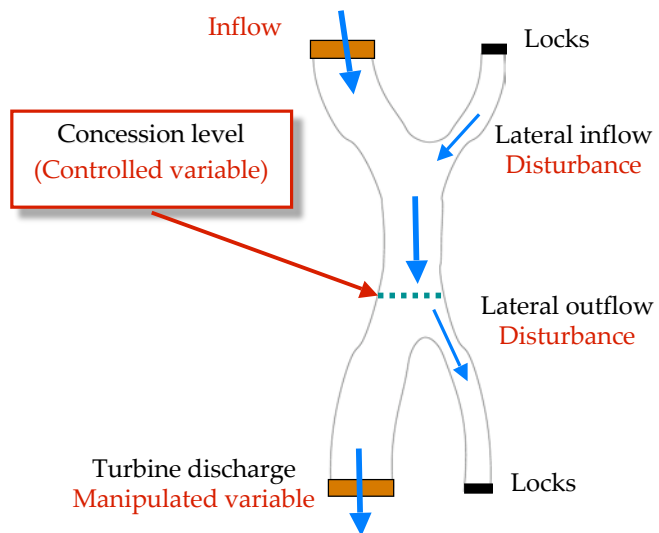 Inflow
Locks
Concession level
(Controlled variable)
Lateral inflow
Disturbance
Lateral outflow
Disturbance
Turbine discharge
Manipulated variable
Locks